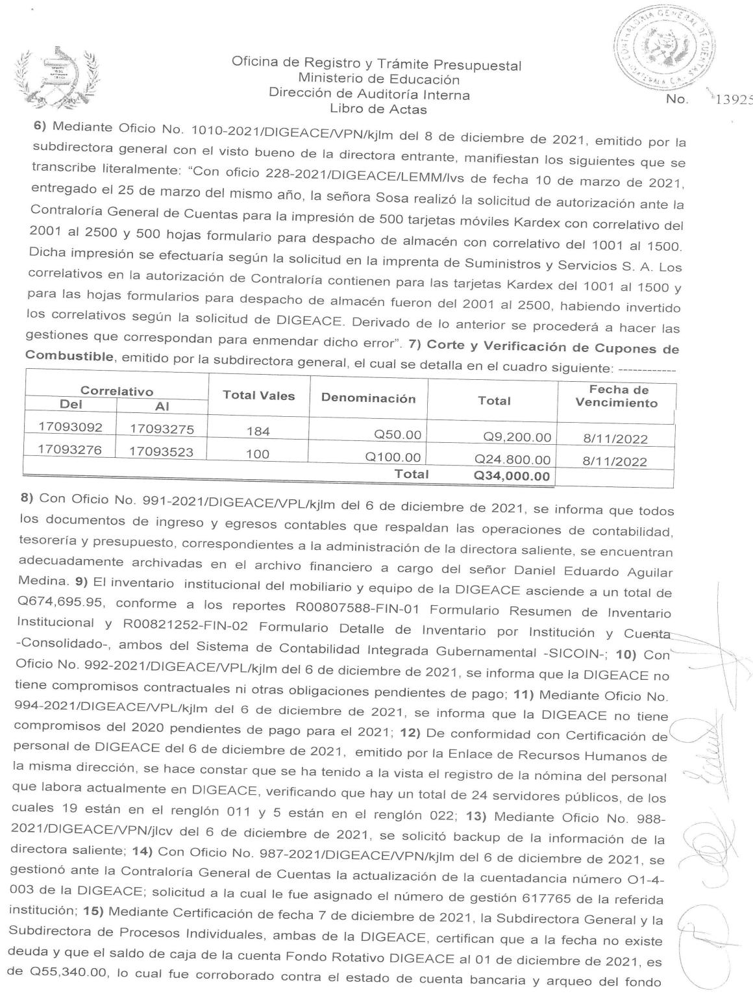 CONTRALORIA GENERAL DE CUENTAS
GUATEMALA C.A.
Oficina de Registro y Trámite Presupuestal
Ministerio de Educación
Dirección de Auditoría Interna
Libro de Actas
No. 13925
6) Mediante Oficio No. 1010-2021/DIGEACE/VPN/kjlm del 8 de diciembre de 2021, emitido por la
subdirectora general con el visto bueno de la directora entrante, manifiestan los siguientes que se
transcribe literalmente: “Con oficio 228-2021/DIGEACE/LEMM/lvs de fecha 10 de marzo de 2021,
entregado el 25 de marzo del mismo año, la señora Sosa realizó la solicitud de autorización ante la
Contraloría General de Cuentas para la impresión de 500 tarjetas móviles Kardex con correlativo del
2001 al 2500 y 500 hojas formulario para despacho de almacén con correlativo del 1001 al 1500.
Dicha impresión se efectuaría según la solicitud en la imprenta de Suministros y Servicios S. A. Los
correlativos en la autorización de Contraloría contienen para las tarjetas Kardex del 1001 al 1500 y
para las hojas formularios para despacho de almacén fueron del 2001 al 2500, habiendo invertido
los correlativos según la solicitud de DIGEACE. Derivado de lo anterior se procederá a hacer las
gestiones que correspondan para enmendar dicho error”. 7) Corte y Verificación de Cupones de
Combustible, emitido por la subdirectora general, el cual se detalla en el cuadro siguiente: ------------
Correlativo Total Vales Denominación Total Fecha de Vencimiento
Del Al
17093092 17093275 184 Q50.00 Q9,200.00 8/11/2022
17093276 17093523 100 Q100.00 Q24.800.00 8/11/2022
Total Q34,000.00
8) Con Oficio No. 991-2021/DIGEACE/VPL/kjlm del 6 de diciembre de 2021, se informa que todos
los documentos de ingreso y egresos contables que respaldan las operaciones de contabilidad,
tesorería y presupuesto, correspondientes a la administración de la directora saliente, se encuentran
adecuadamente archivadas en el archivo financiero a cargo del señor Daniel Eduardo Aguilar
Medina. 9) El inventario institucional del mobiliario y equipo de la DIGEACE asciende a un total de
Q674,695.95, conforme a los reportes R00807588-FIN-01 Formulario Resumen de Inventario
Institucional y R00821252-FIN-02 Formulario Detalle de Inventario por Institución y Cuenta
-Consolidado-, ambos del Sistema de Contabilidad Integrada Gubernamental -SICOIN-; 10) Con
Oficio No. 992-2021/DIGEACE/VPL/kjlm del 6 de diciembre de 2021, se informa que la DIGEACE no
tiene compromisos contractuales ni otras obligaciones pendientes de pago; 11) Mediante Oficio No.
994-2021/DIGEACE/VPL/kjlm del 6 de diciembre de 2021, se informa que la DIGEACE no tiene
compromisos del 2020 pendientes de pago para el 2021; 12) De conformidad con Certificación de
personal de DIGEACE del 6 de diciembre de 2021, emitido por la Enlace de Recursos Humanos de
la misma dirección, se hace constar que se ha tenido a la vista el registro de la nómina del personal
que labora actualmente en DIGEACE, verificando que hay un total de 24 servidores públicos, de los
cuales 19 están en el renglón 011 y 5 están en el renglón 022; 13) Mediante Oficio No. 988-
2021/DIGEACE/VPN/jlcv del 6 de diciembre de 2021, se solicitó backup de la información de la
directora saliente; 14) Con Oficio No. 987-2021/DIGEACE/VPN/kjlm del 6 de diciembre de 2021, se
gestionó ante la Contraloría General de Cuentas la actualización de la cuentadancia número O1-4-
003 de la DIGEACE; solicitud a la cual le fue asignado el número de gestión 617765 de la referida
institución; 15) Mediante Certificación de fecha 7 de diciembre de 2021, la Subdirectora General y la
Subdirectora de Procesos Individuales, ambas de la DIGEACE, certifican que a la fecha no existe
deuda y que el saldo de caja de la cuenta Fondo Rotativo DIGEACE al 01 de diciembre de 2021, es
de Q55,340.00, lo cual fue corroborado contra el estado de cuenta bancaria y arqueo del fondo